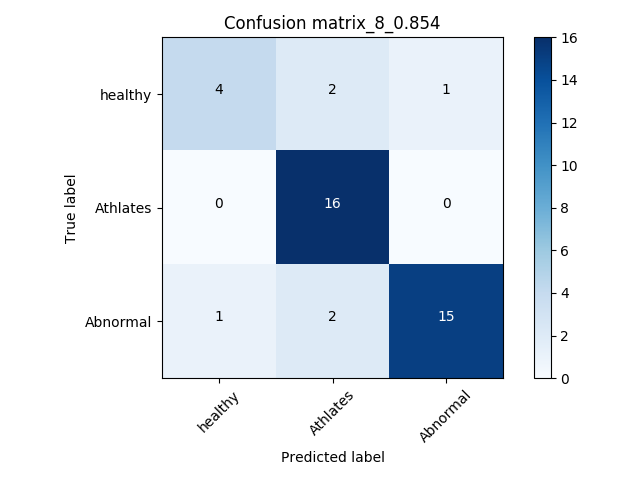 Confusion matrix_8_0.854
True label
healthy
4 2 1
Athlates
0 16 0
Abnormal
1 2 15
healthy Athlates Abnormal
Predicted label
16
14
12
10
8
6
4
2
0